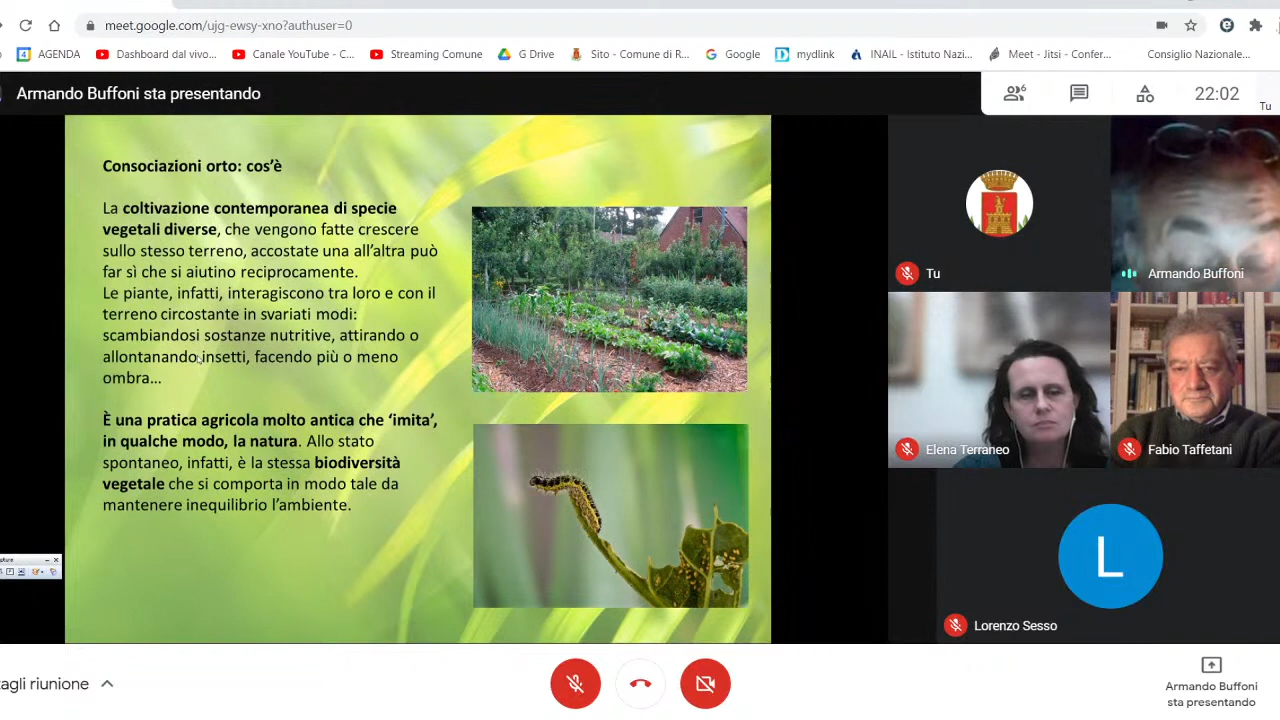 meet.google.com/ujg-ewsy-xno?authuser=0
AGENDA Dashboard dal vivo... Canale YouTube - C... Streaming Comune G Drive Sito - Comune di R... Google mydlink INAIL - Istituto Nazi... Meet - Jitsi - Confer... Consiglio Nazionale...
Armando Buffoni sta presentando
6
22:02
Tu
Consociazioni orto: cos’è
La coltivazione contemporanea di specie
vegetali diverse, che vengono fatte crescere
sullo stesso terreno, accostate una all’altra può
far sì che si aiutino reciprocamente.
Le piante, infatti, interagiscono tra loro e con il
terreno circostante in svariati modi:
scambiandosi sostanze nutritive, attirando o
allontanando insetti, facendo più o meno
ombra...
È una pratica agricola molto antica che ‘imita’,
in qualche modo, la natura. Allo stato
spontaneo, infatti, è la stessa biodiversità
vegetale che si comporta in modo tale da
mantenere inequilibrio l’ambiente.
Tu
Armando Buffoni
Elena Terraneo
Fabio Taffetani
L
Lorenzo Sesso
tagli riunione
Armando Buffoni
sta presentando